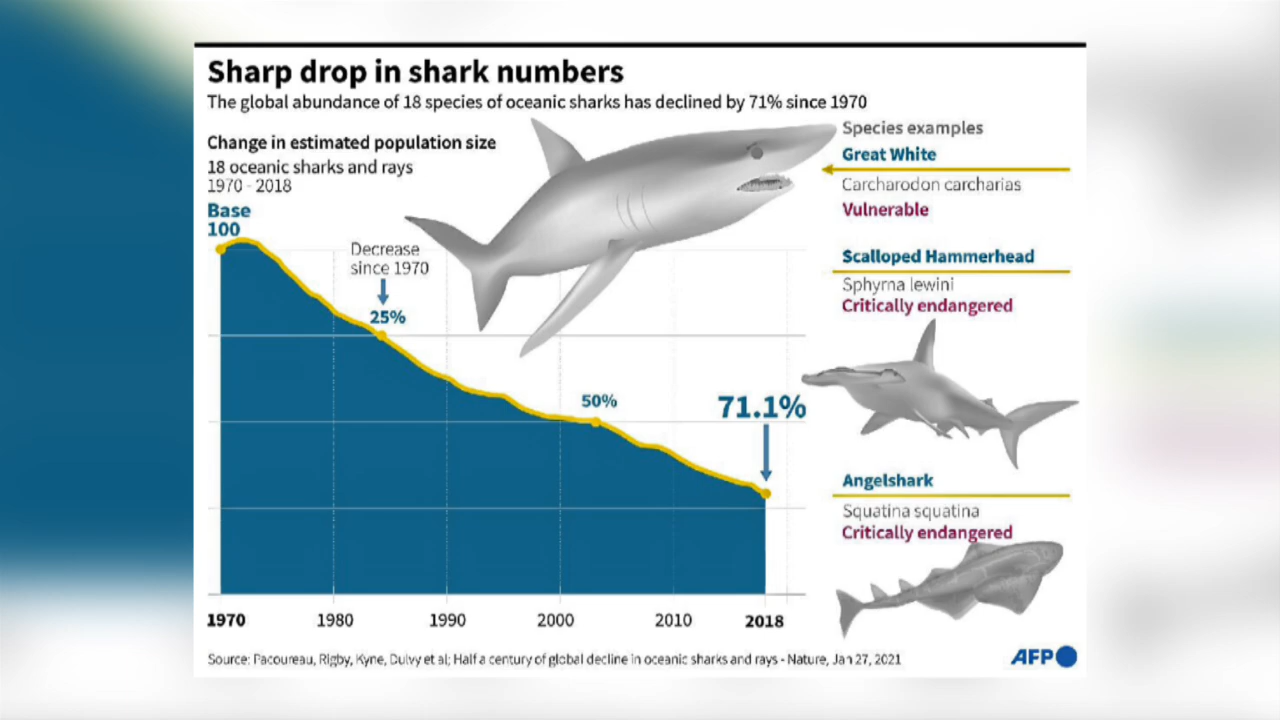 Sharp drop in shark numbers
The global abundance of 18 species of oceanic sharks has declined by 71% since 1970
Change in estimated population size
18 oceanic sharks and rays
1970 - 2018
Base
100
Decrease
since 1970
25%
50%
71.1%
1970
1980
1990
2000
2010
2018
Species examples
Great White
Carcharodon carcharias
Vulnerable
Scalloped Hammerhead
Sphyrna lewini
Critically endangered
Angelshark
Squatina squatina
Critically endangered
Source: Pacoureau, Rigby, Kyne, Dulvy et al; Half a century of global decline in oceanic sharks and rays - Nature, Jan 27, 2021
AFP